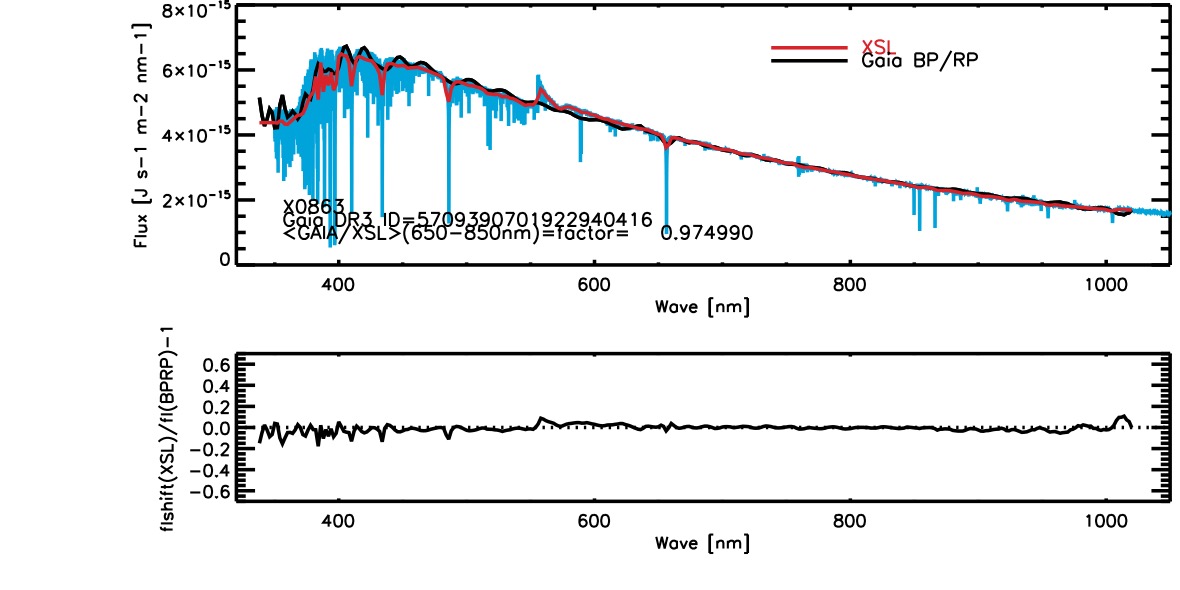 8×10−15
6×10−15
4×10−15
2×10−15
0
Flux [J s−1 m−2 nm−1]
XSL
Gaia BP/RP
X0863
Gaia DR3 ID=5709390701922940416
<GAIA/XSL>(650−850nm)=factor= 0.974990
400 600 800 1000
Wave [nm]
flshift(XSL)/fl(BPRP)−1
0.6
0.4
0.2
0.0
−0.2
−0.4
−0.6
400 600 800 1000
Wave [nm]